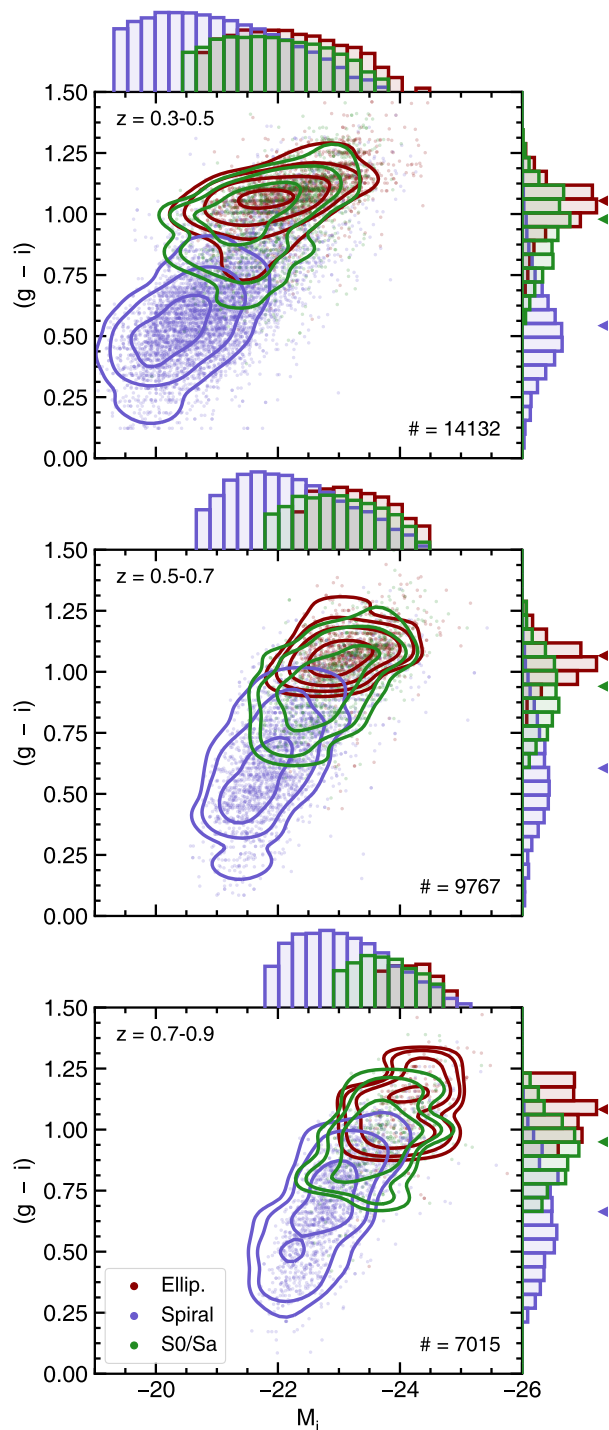 1.50
z = 0.3-0.5
1.25
1.00
0.75
(g − i)
0.50
0.25
# = 14132
0.00
1.50
z = 0.5-0.7
1.25
1.00
0.75
(g − i)
0.50
0.25
# = 9767
0.00
1.50
z = 0.7-0.9
1.25
1.00
0.75
(g − i)
0.50
0.25
Ellip.
Spiral
S0/Sa
# = 7015
0.00
−20 −22 −24 −26
M_i